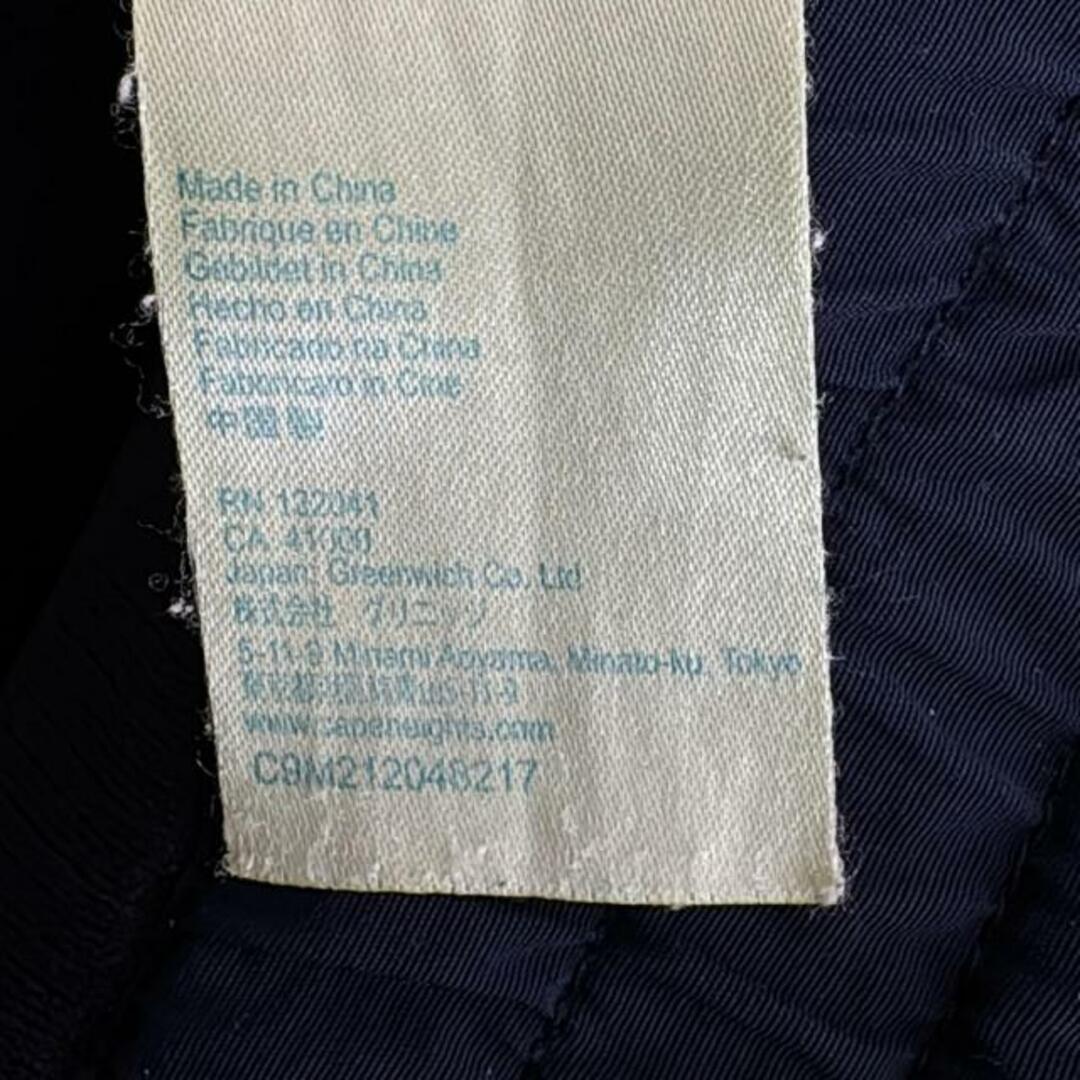 Made in China
Fabrique en Chine
Gebildet in China
Hecho en China
Fabricado na China
Fabbricato in Cina
中国製
RN 132041
CA
Japan: Greenwich Co., Ltd
株式会社 グリニッジ
5-11-9 Minami Aoyama, Minato-ku, Tokyo
東京都港区南青山5-11-9
www.capeheights.com
C9M212048217